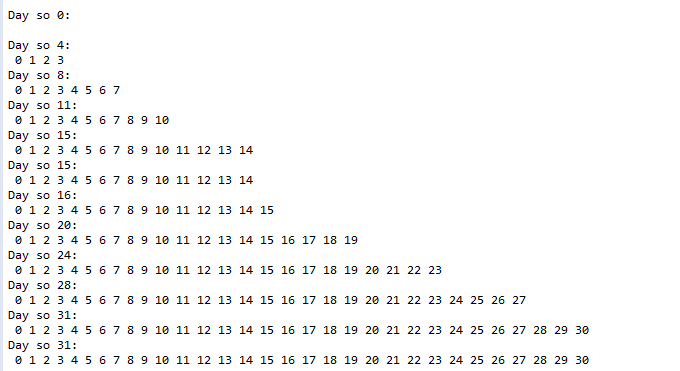 Day so 0:
Day so 4:
0 1 2 3
Day so 8:
0 1 2 3 4 5 6 7
Day so 11:
0 1 2 3 4 5 6 7 8 9 10
Day so 15:
0 1 2 3 4 5 6 7 8 9 10 11 12 13 14
Day so 15:
0 1 2 3 4 5 6 7 8 9 10 11 12 13 14
Day so 16:
0 1 2 3 4 5 6 7 8 9 10 11 12 13 14 15
Day so 20:
0 1 2 3 4 5 6 7 8 9 10 11 12 13 14 15 16 17 18 19
Day so 24:
0 1 2 3 4 5 6 7 8 9 10 11 12 13 14 15 16 17 18 19 20 21 22 23
Day so 28:
0 1 2 3 4 5 6 7 8 9 10 11 12 13 14 15 16 17 18 19 20 21 22 23 24 25 26 27
Day so 31:
0 1 2 3 4 5 6 7 8 9 10 11 12 13 14 15 16 17 18 19 20 21 22 23 24 25 26 27 28 29 30
Day so 31:
0 1 2 3 4 5 6 7 8 9 10 11 12 13 14 15 16 17 18 19 20 21 22 23 24 25 26 27 28 29 30